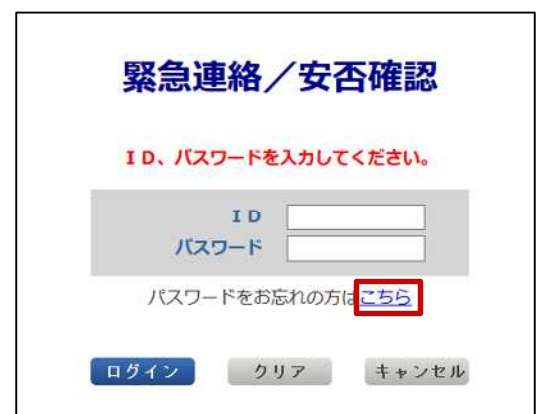 緊急連絡／安否確認
ＩＤ、パスワードを入力してください。
ＩＤ
パスワード
パスワードをお忘れの方はこちら
ログイン クリア キャンセル